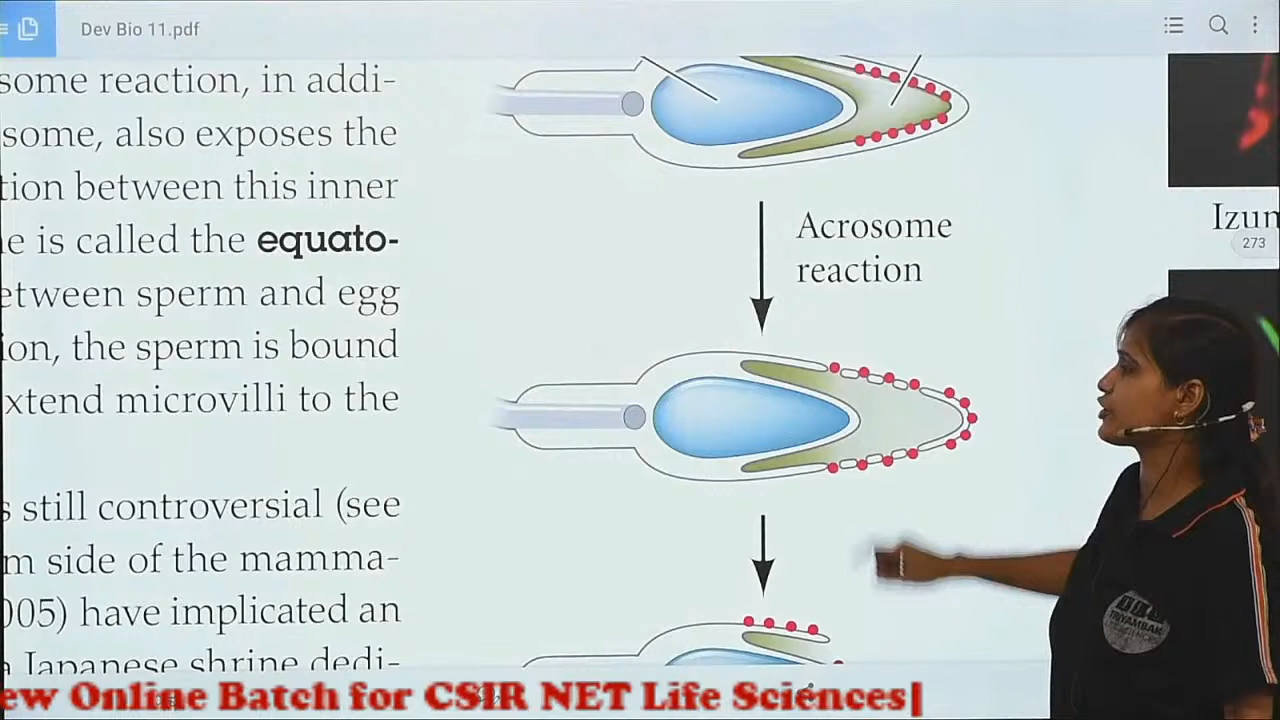 Dev Bio 11.pdf
some reaction, in addi-
some, also exposes the
tion between this inner
e is called the equato-
etween sperm and egg
ion, the sperm is bound
xtend microvilli to the
s still controversial (see
m side of the mamma-
005) have implicated an
Japanese shrine dedi-
Acrosome
reaction
Izun
273
TRIYAMBAK
ew Online Batch for CSIR NET Life Sciences|